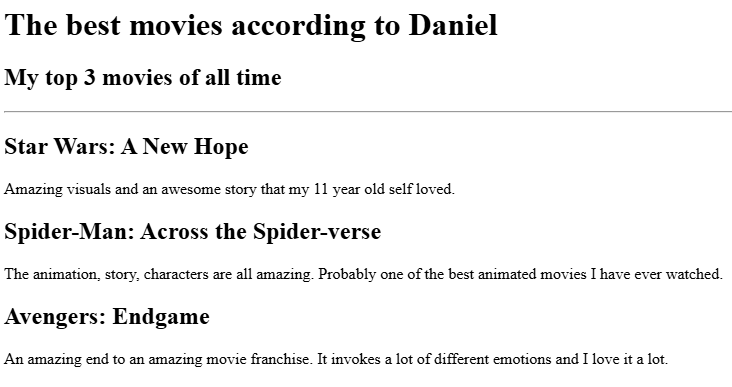 The best movies according to Daniel
My top 3 movies of all time
Star Wars: A New Hope
Amazing visuals and an awesome story that my 11 year old self loved.
Spider-Man: Across the Spider-verse
The animation, story, characters are all amazing. Probably one of the best animated movies I have ever watched.
Avengers: Endgame
An amazing end to an amazing movie franchise. It invokes a lot of different emotions and I love it a lot.